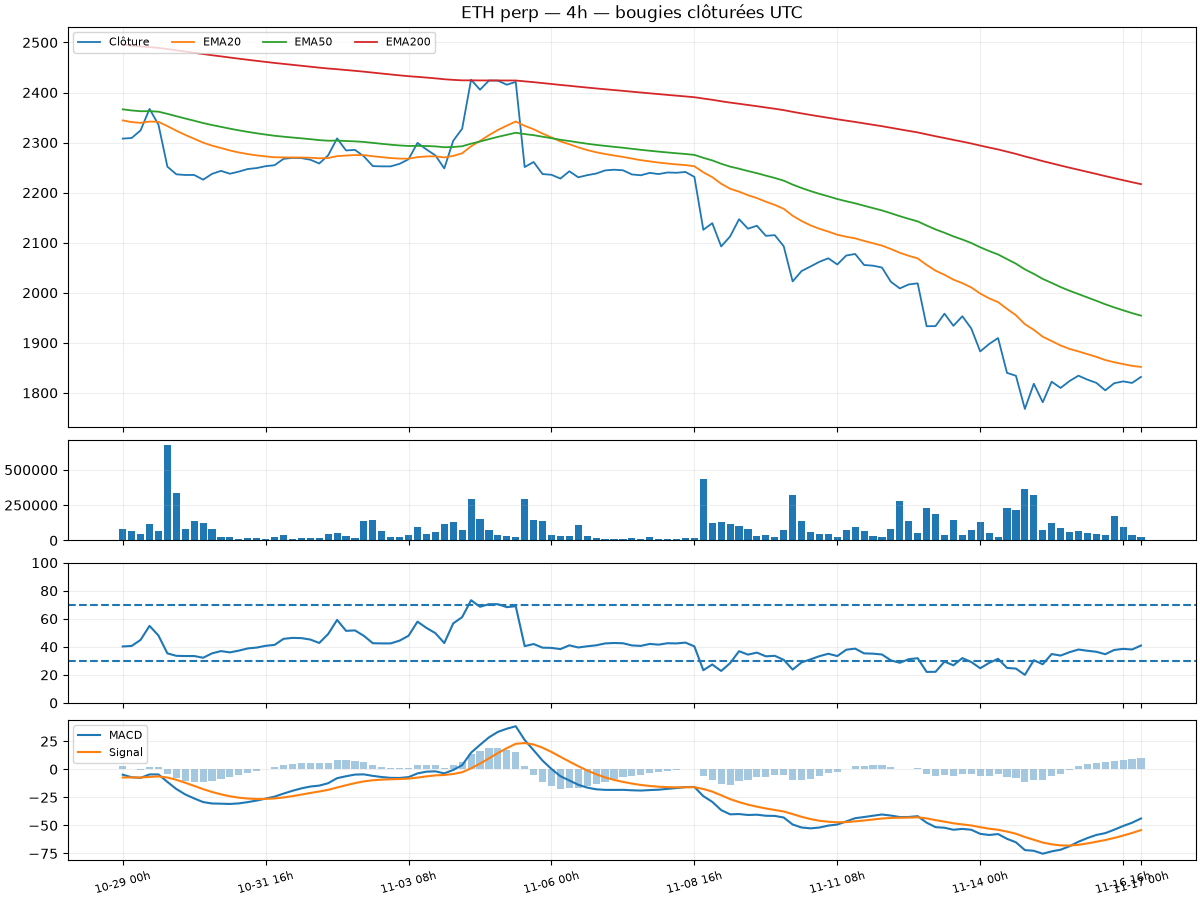 ETH perp — 4h — bougies clôturées UTC
Clôture EMA20 EMA50 EMA200
2500
2400
2300
2200
2100
2000
1900
1800
500000
250000
0
100
80
60
40
20
0
MACD
Signal
25
0
−25
−50
−75
10-29 00h
10-31 16h
11-03 08h
11-06 00h
11-08 16h
11-11 08h
11-14 00h
11-16 16h
11-17 00h